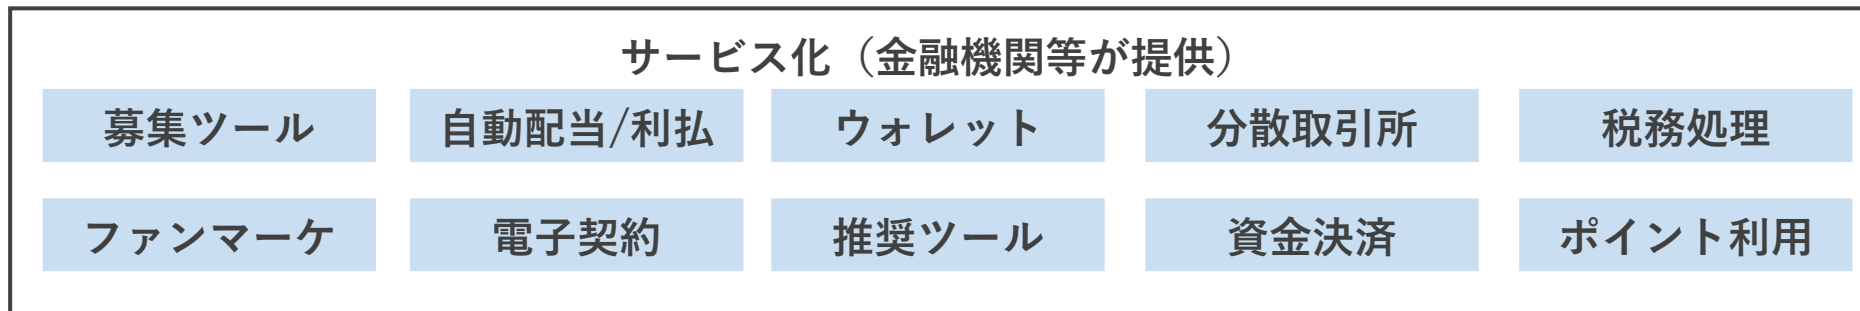 サービス化（金融機関等が提供）
募集ツール
自動配当/利払
ウォレット
分散取引所
税務処理
ファンマーケ
電子契約
推奨ツール
資金決済
ポイント利用